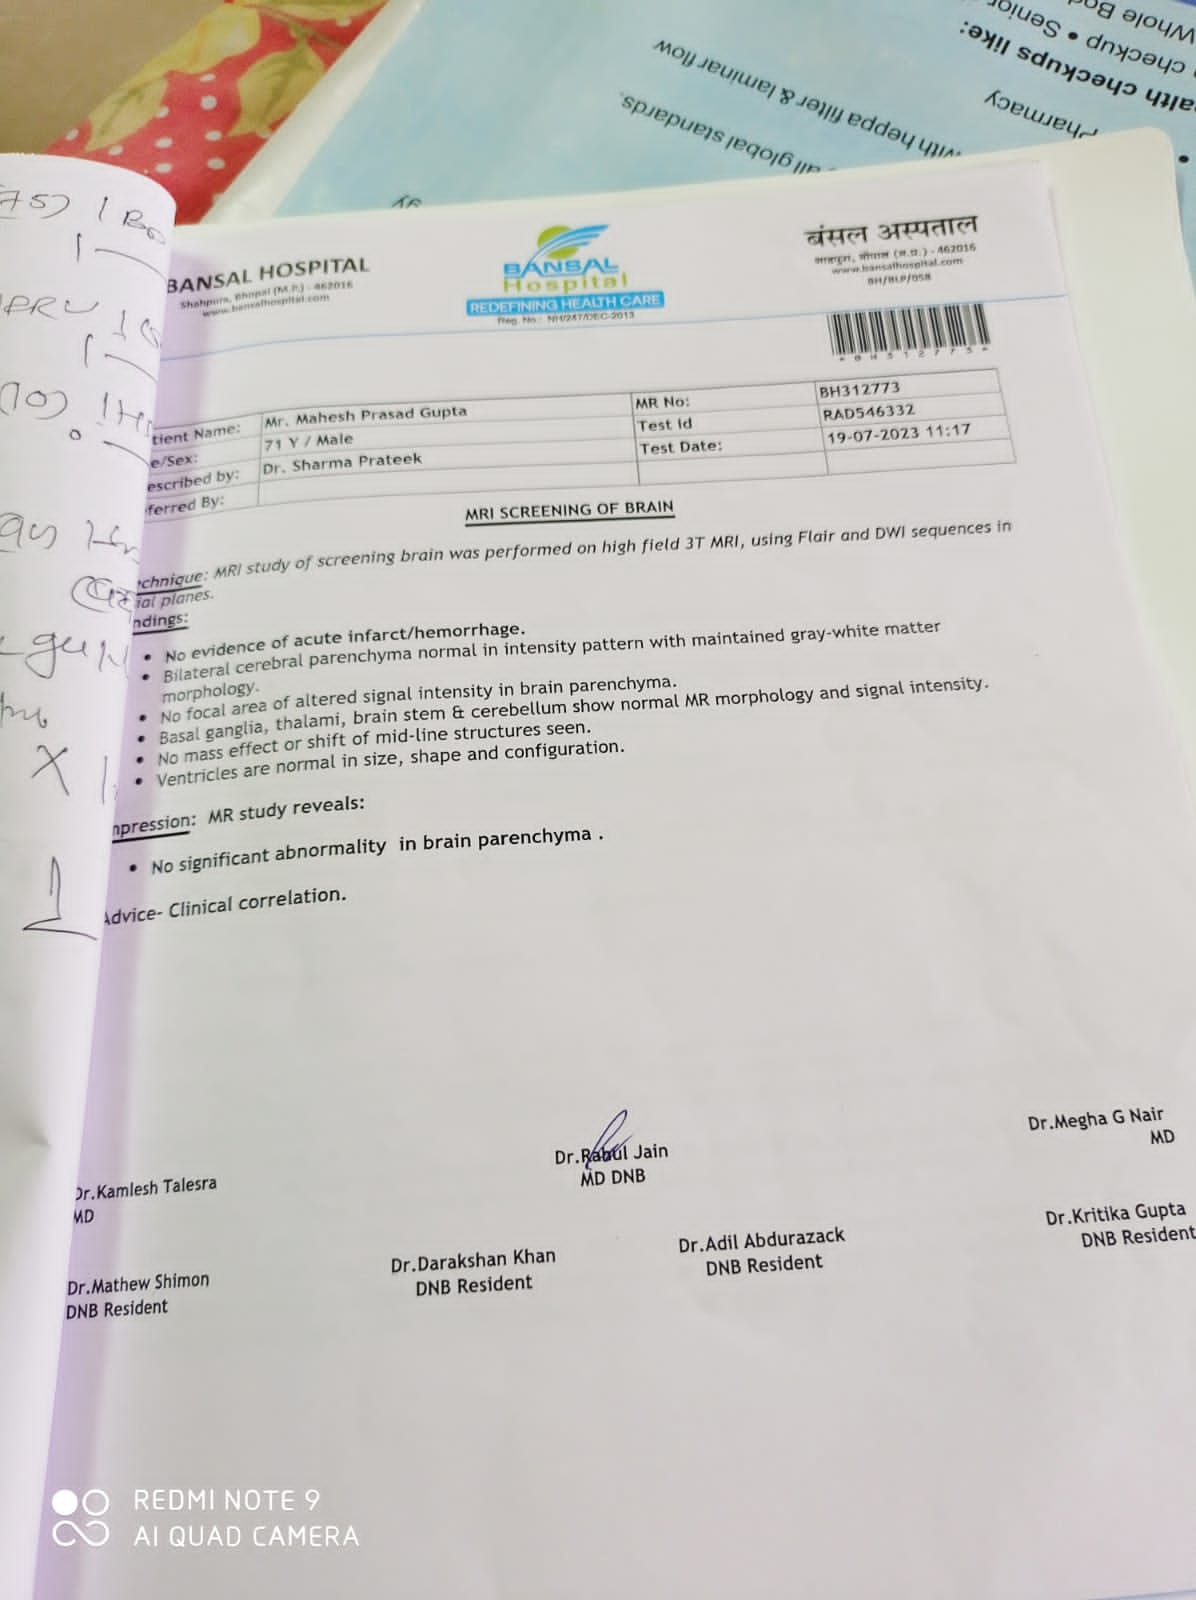 Whole Bod
checkup • Senior
alth checkups like:
Pharmacy
with heppa filter & laminar flow
all global standards.
75) 1
1
PRU 1
1
10)
X
1
BANSAL HOSPITAL
Shahpura, Bhopal (M.P.) - 462016
www.bansalhospital.com
BANSAL
Hospital
REDEFINING HEALTH CARE
Reg. No.: NH/247/DEC-2013
बंसल अस्पताल
शाहपुरा, भोपाल (म.प्र.) - 462016
www.bansalhospital.com
BH/BLP/058
*BH312773*
tient Name: Mr. Mahesh Prasad Gupta MR No: BH312773
e/Sex: 71 Y / Male Test Id RAD546332
escribed by: Dr. Sharma Prateek Test Date: 19-07-2023 11:17
ferred By:
MRI SCREENING OF BRAIN
chnique: MRI study of screening brain was performed on high field 3T MRI, using Flair and DWI sequences in
ial planes.
ndings:
• No evidence of acute infarct/hemorrhage.
• Bilateral cerebral parenchyma normal in intensity pattern with maintained gray-white matter
morphology.
• No focal area of altered signal intensity in brain parenchyma.
• Basal ganglia, thalami, brain stem & cerebellum show normal MR morphology and signal intensity.
• No mass effect or shift of mid-line structures seen.
• Ventricles are normal in size, shape and configuration.
npression: MR study reveals:
• No significant abnormality in brain parenchyma .
Advice- Clinical correlation.
Dr.Kamlesh Talesra
MD
Dr.Rahul Jain
MD DNB
Dr.Megha G Nair
MD
Dr.Mathew Shimon
DNB Resident
Dr.Darakshan Khan
DNB Resident
Dr.Adil Abdurazack
DNB Resident
Dr.Kritika Gupta
DNB Resident
REDMI NOTE 9
AI QUAD CAMERA